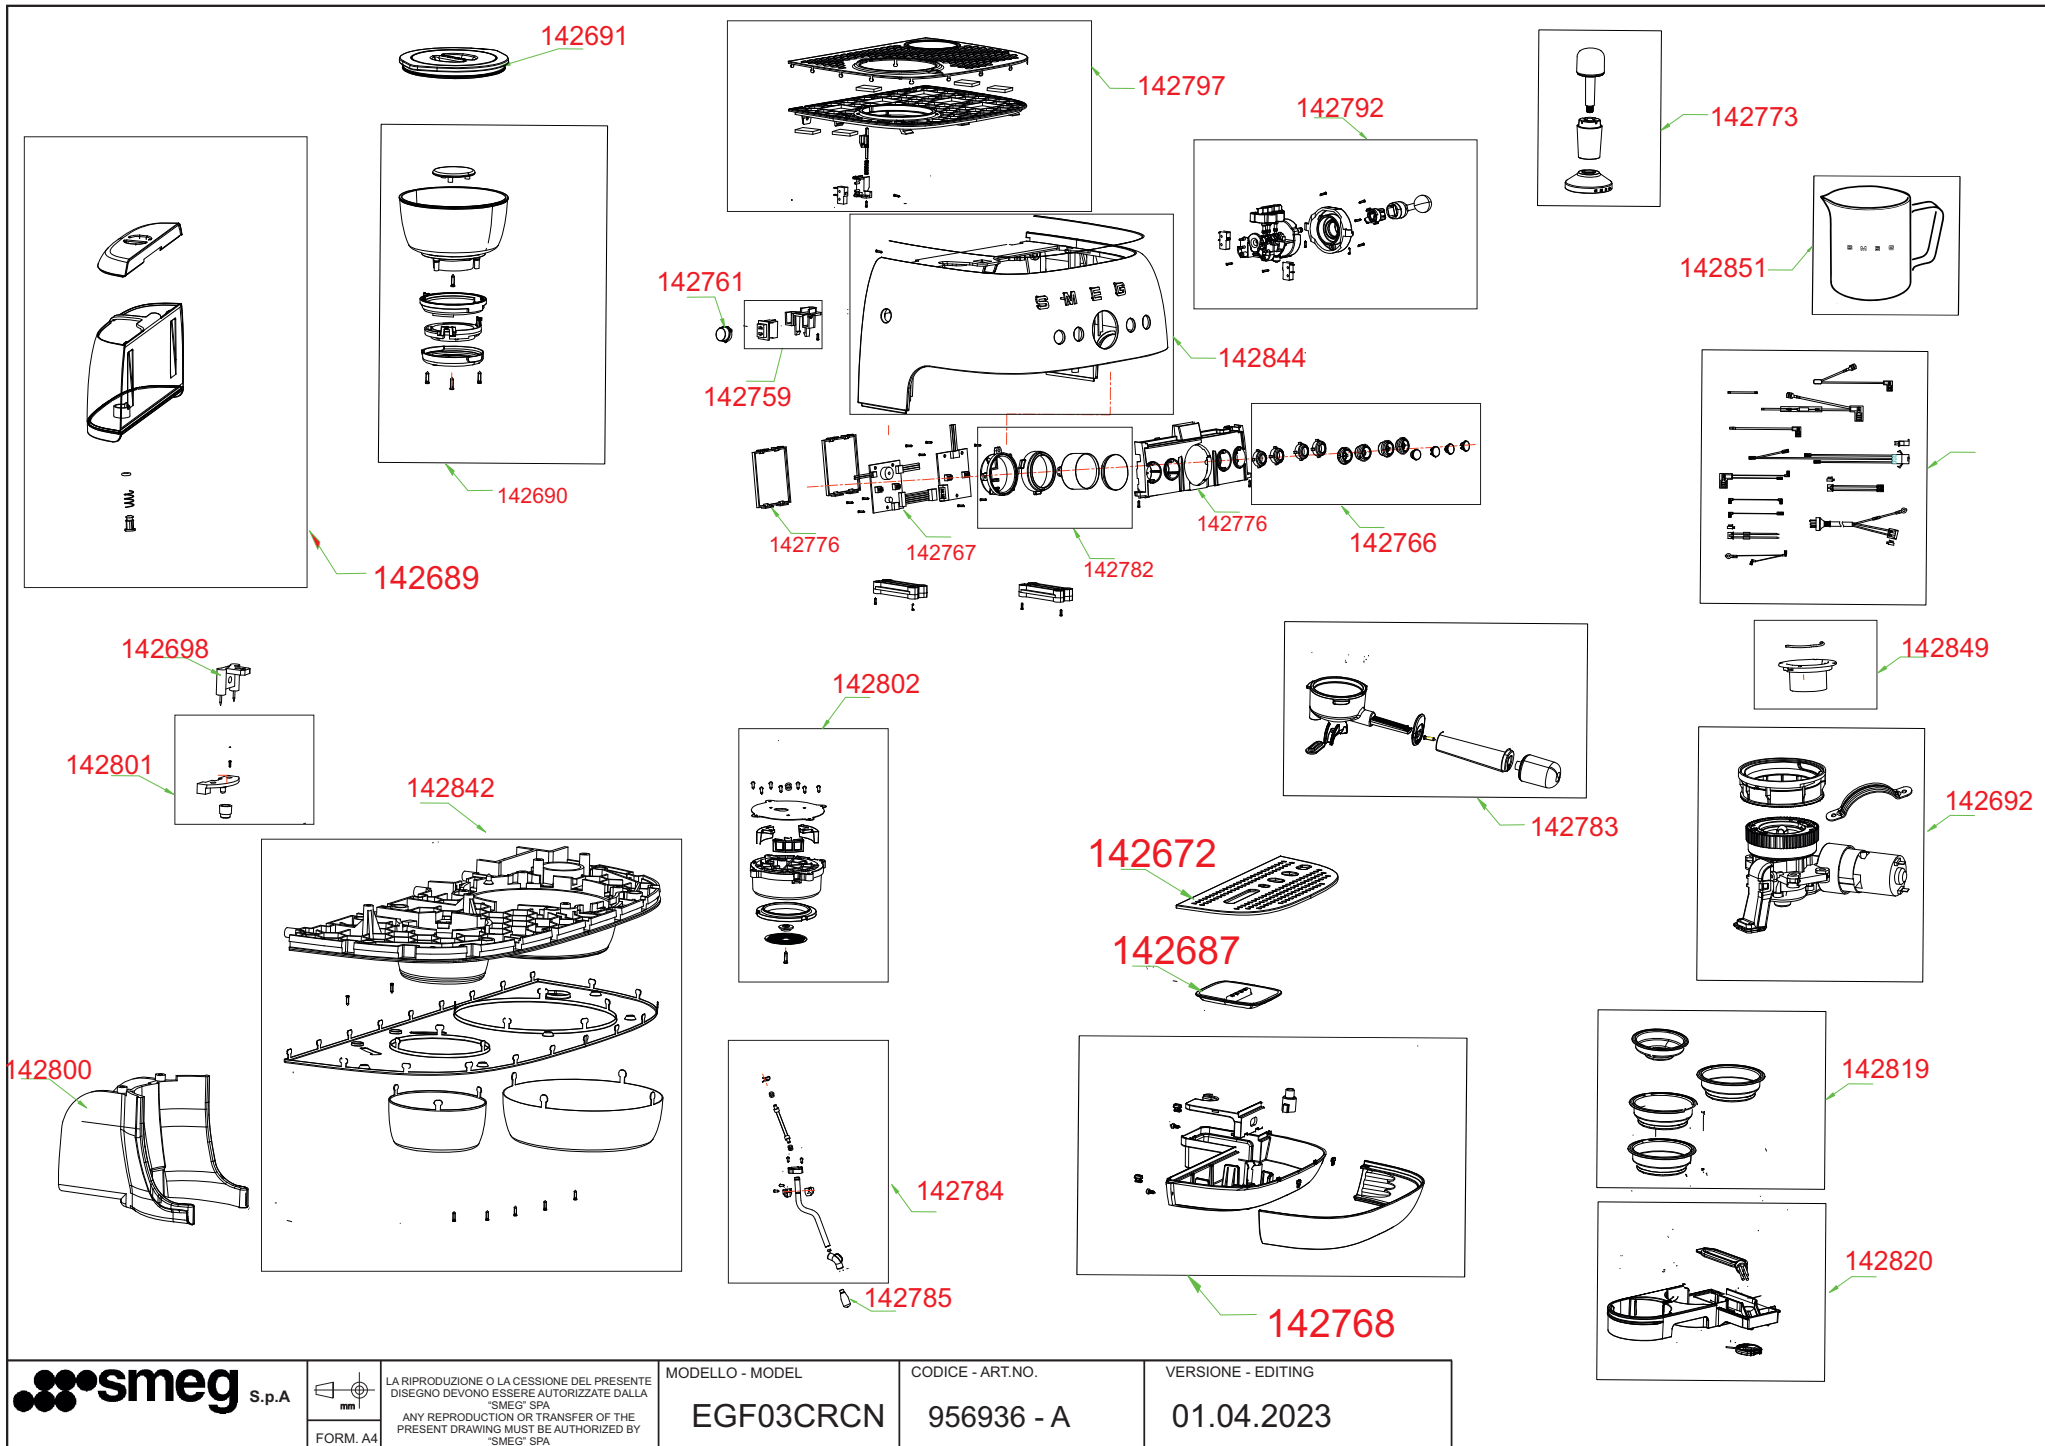 142691
142797
142792
142773
142851
142761
142759
142844
142690
142689
142776
142767
142782
142776
142766
SMEG
SMEG
142698
142801
142842
142802
142783
142849
142692
142672
142687
142800
142784
142785
142768
142819
142820
smeg S.p.A
mm
FORM. A4
LA RIPRODUZIONE O LA CESSIONE DEL PRESENTE
DISEGNO DEVONO ESSERE AUTORIZZATE DALLA
"SMEG" SPA
ANY REPRODUCTION OR TRANSFER OF THE
PRESENT DRAWING MUST BE AUTHORIZED BY
"SMEG" SPA
MODELLO - MODEL
EGF03CRCN
CODICE - ART.NO.
956936 - A
VERSIONE - EDITING
01.04.2023